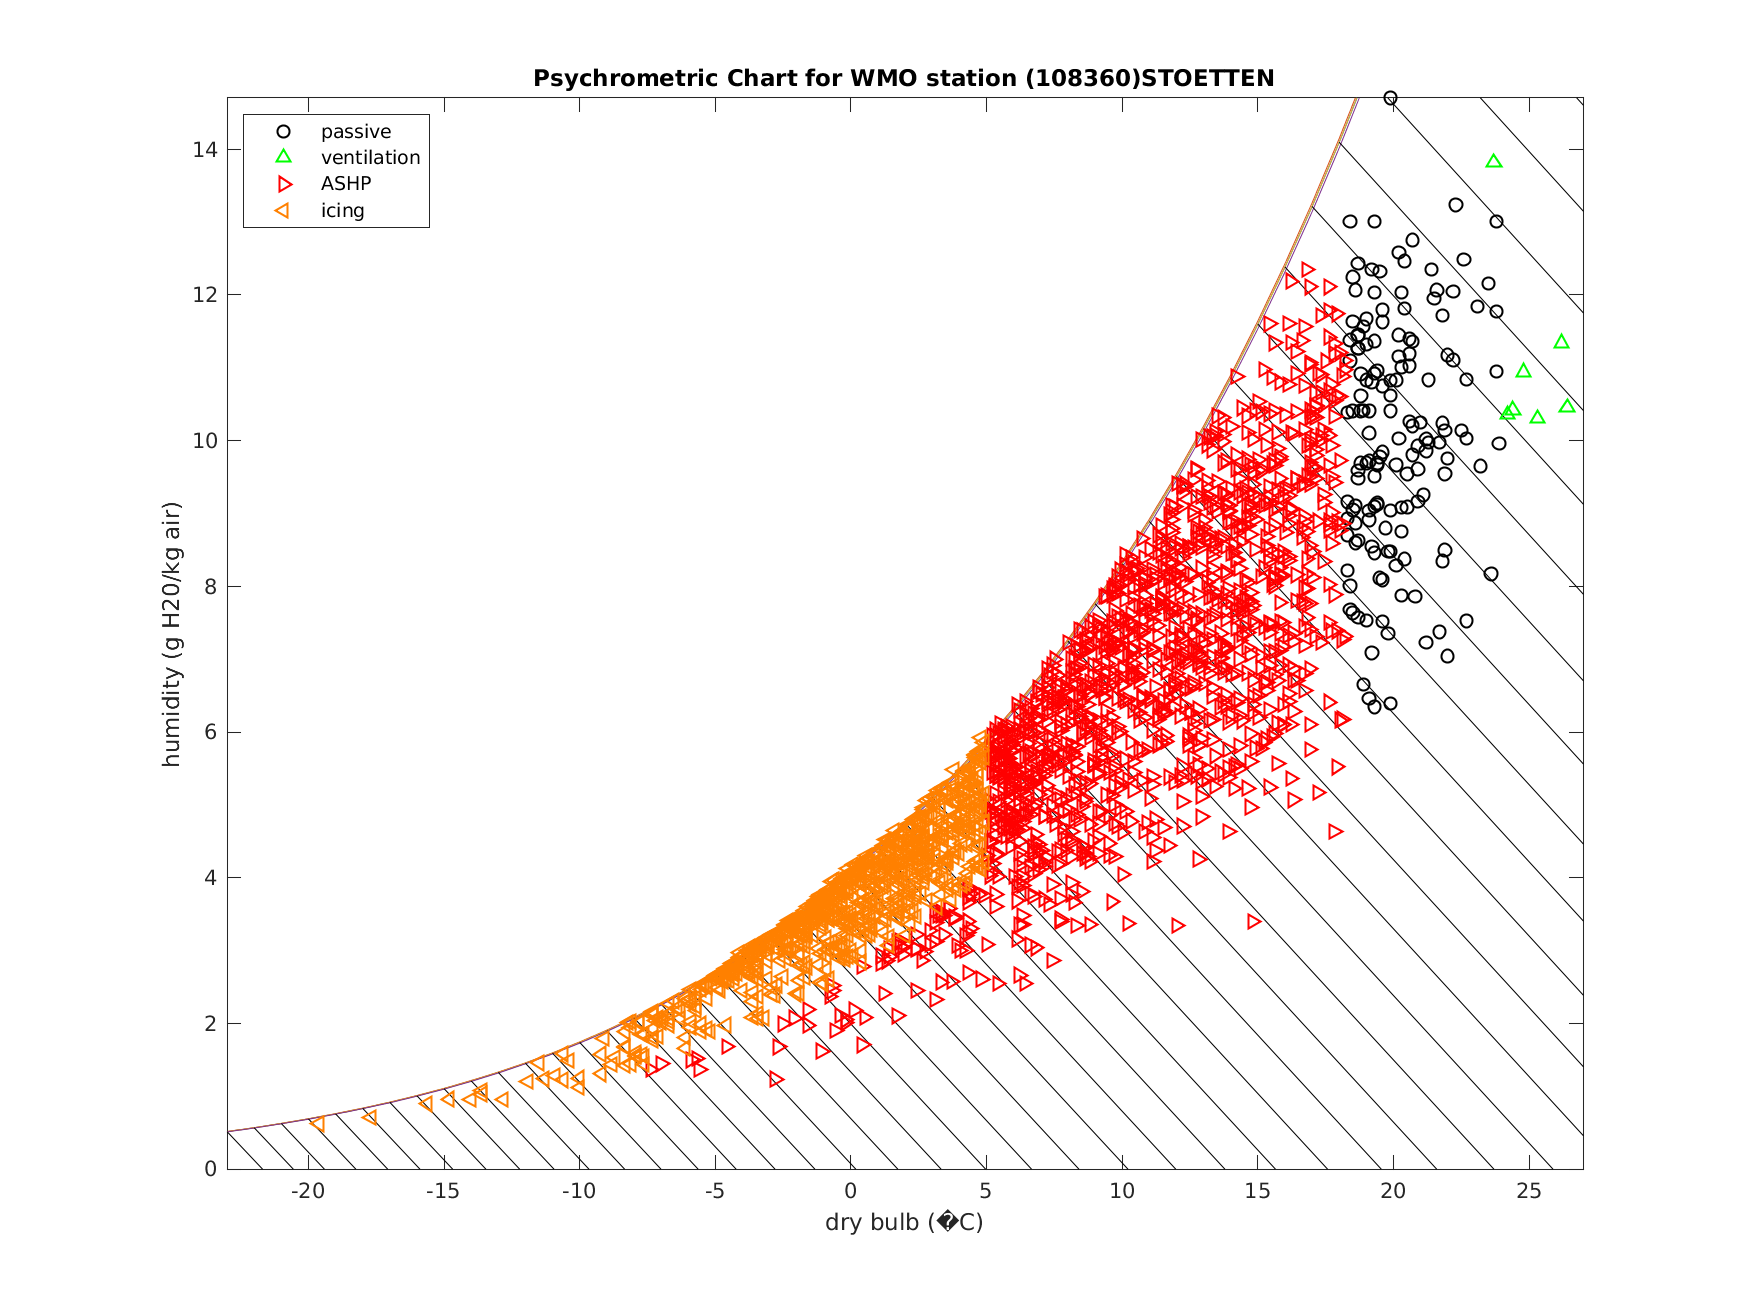 Psychrometric Chart for WMO station (108360)STOETTEN
passive
ventilation
ASHP
icing
14
12
10
8
6
4
2
0
humidity (g H20/kg air)
-20 -15 -10 -5 0 5 10 15 20 25
dry bulb (�C)